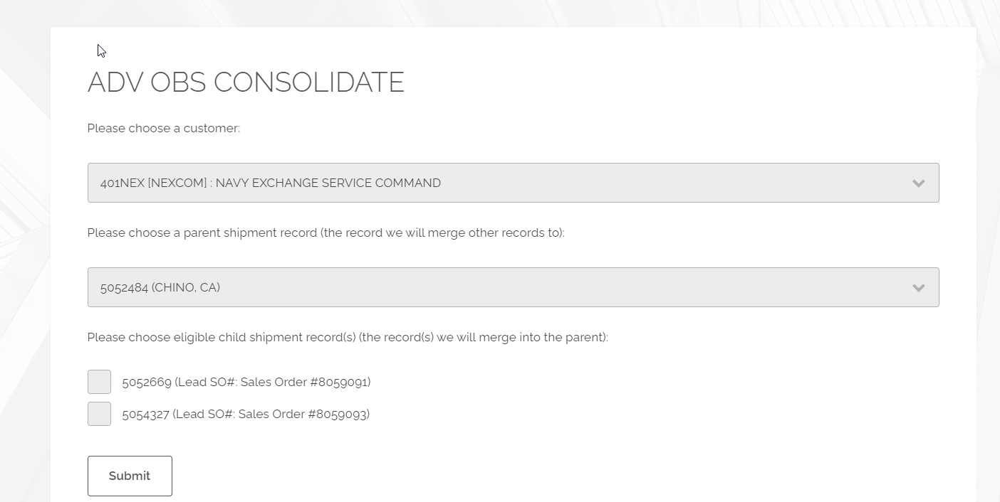 ADV OBS CONSOLIDATE
Please choose a customer:
401NEX [NEXCOM] : NAVY EXCHANGE SERVICE COMMAND
Please choose a parent shipment record (the record we will merge other records to):
5052484 (CHINO, CA)
Please choose eligible child shipment record(s) (the record(s) we will merge into the parent):
5052669 (Lead SO#: Sales Order #8059091)
5054327 (Lead SO#: Sales Order #8059093)
Submit